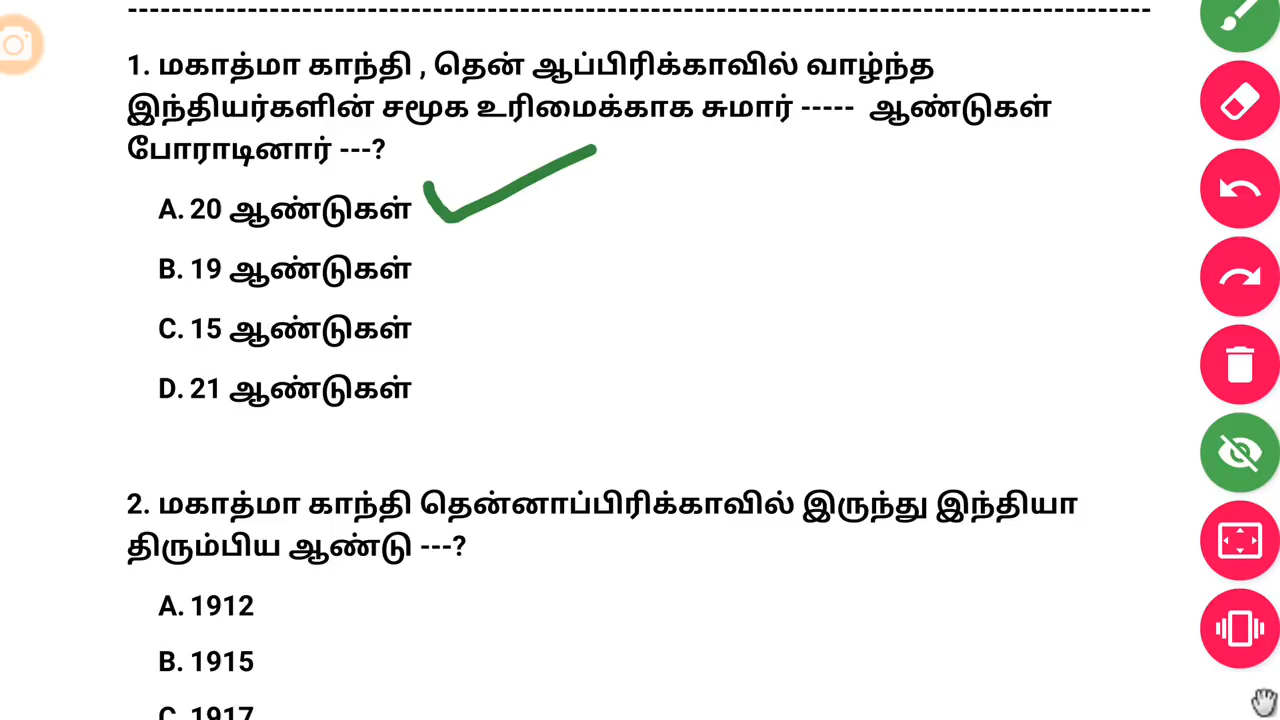 1. மகாத்மா காந்தி , தென் ஆப்பிரிக்காவில் வாழ்ந்த
இந்தியர்களின் சமூக உரிமைக்காக சுமார் ----- ஆண்டுகள்
போராடினார் ---?
A. 20 ஆண்டுகள்
B. 19 ஆண்டுகள்
C. 15 ஆண்டுகள்
D. 21 ஆண்டுகள்
2. மகாத்மா காந்தி தென்னாப்பிரிக்காவில் இருந்து இந்தியா
திரும்பிய ஆண்டு ---?
A. 1912
B. 1915
C. 1917